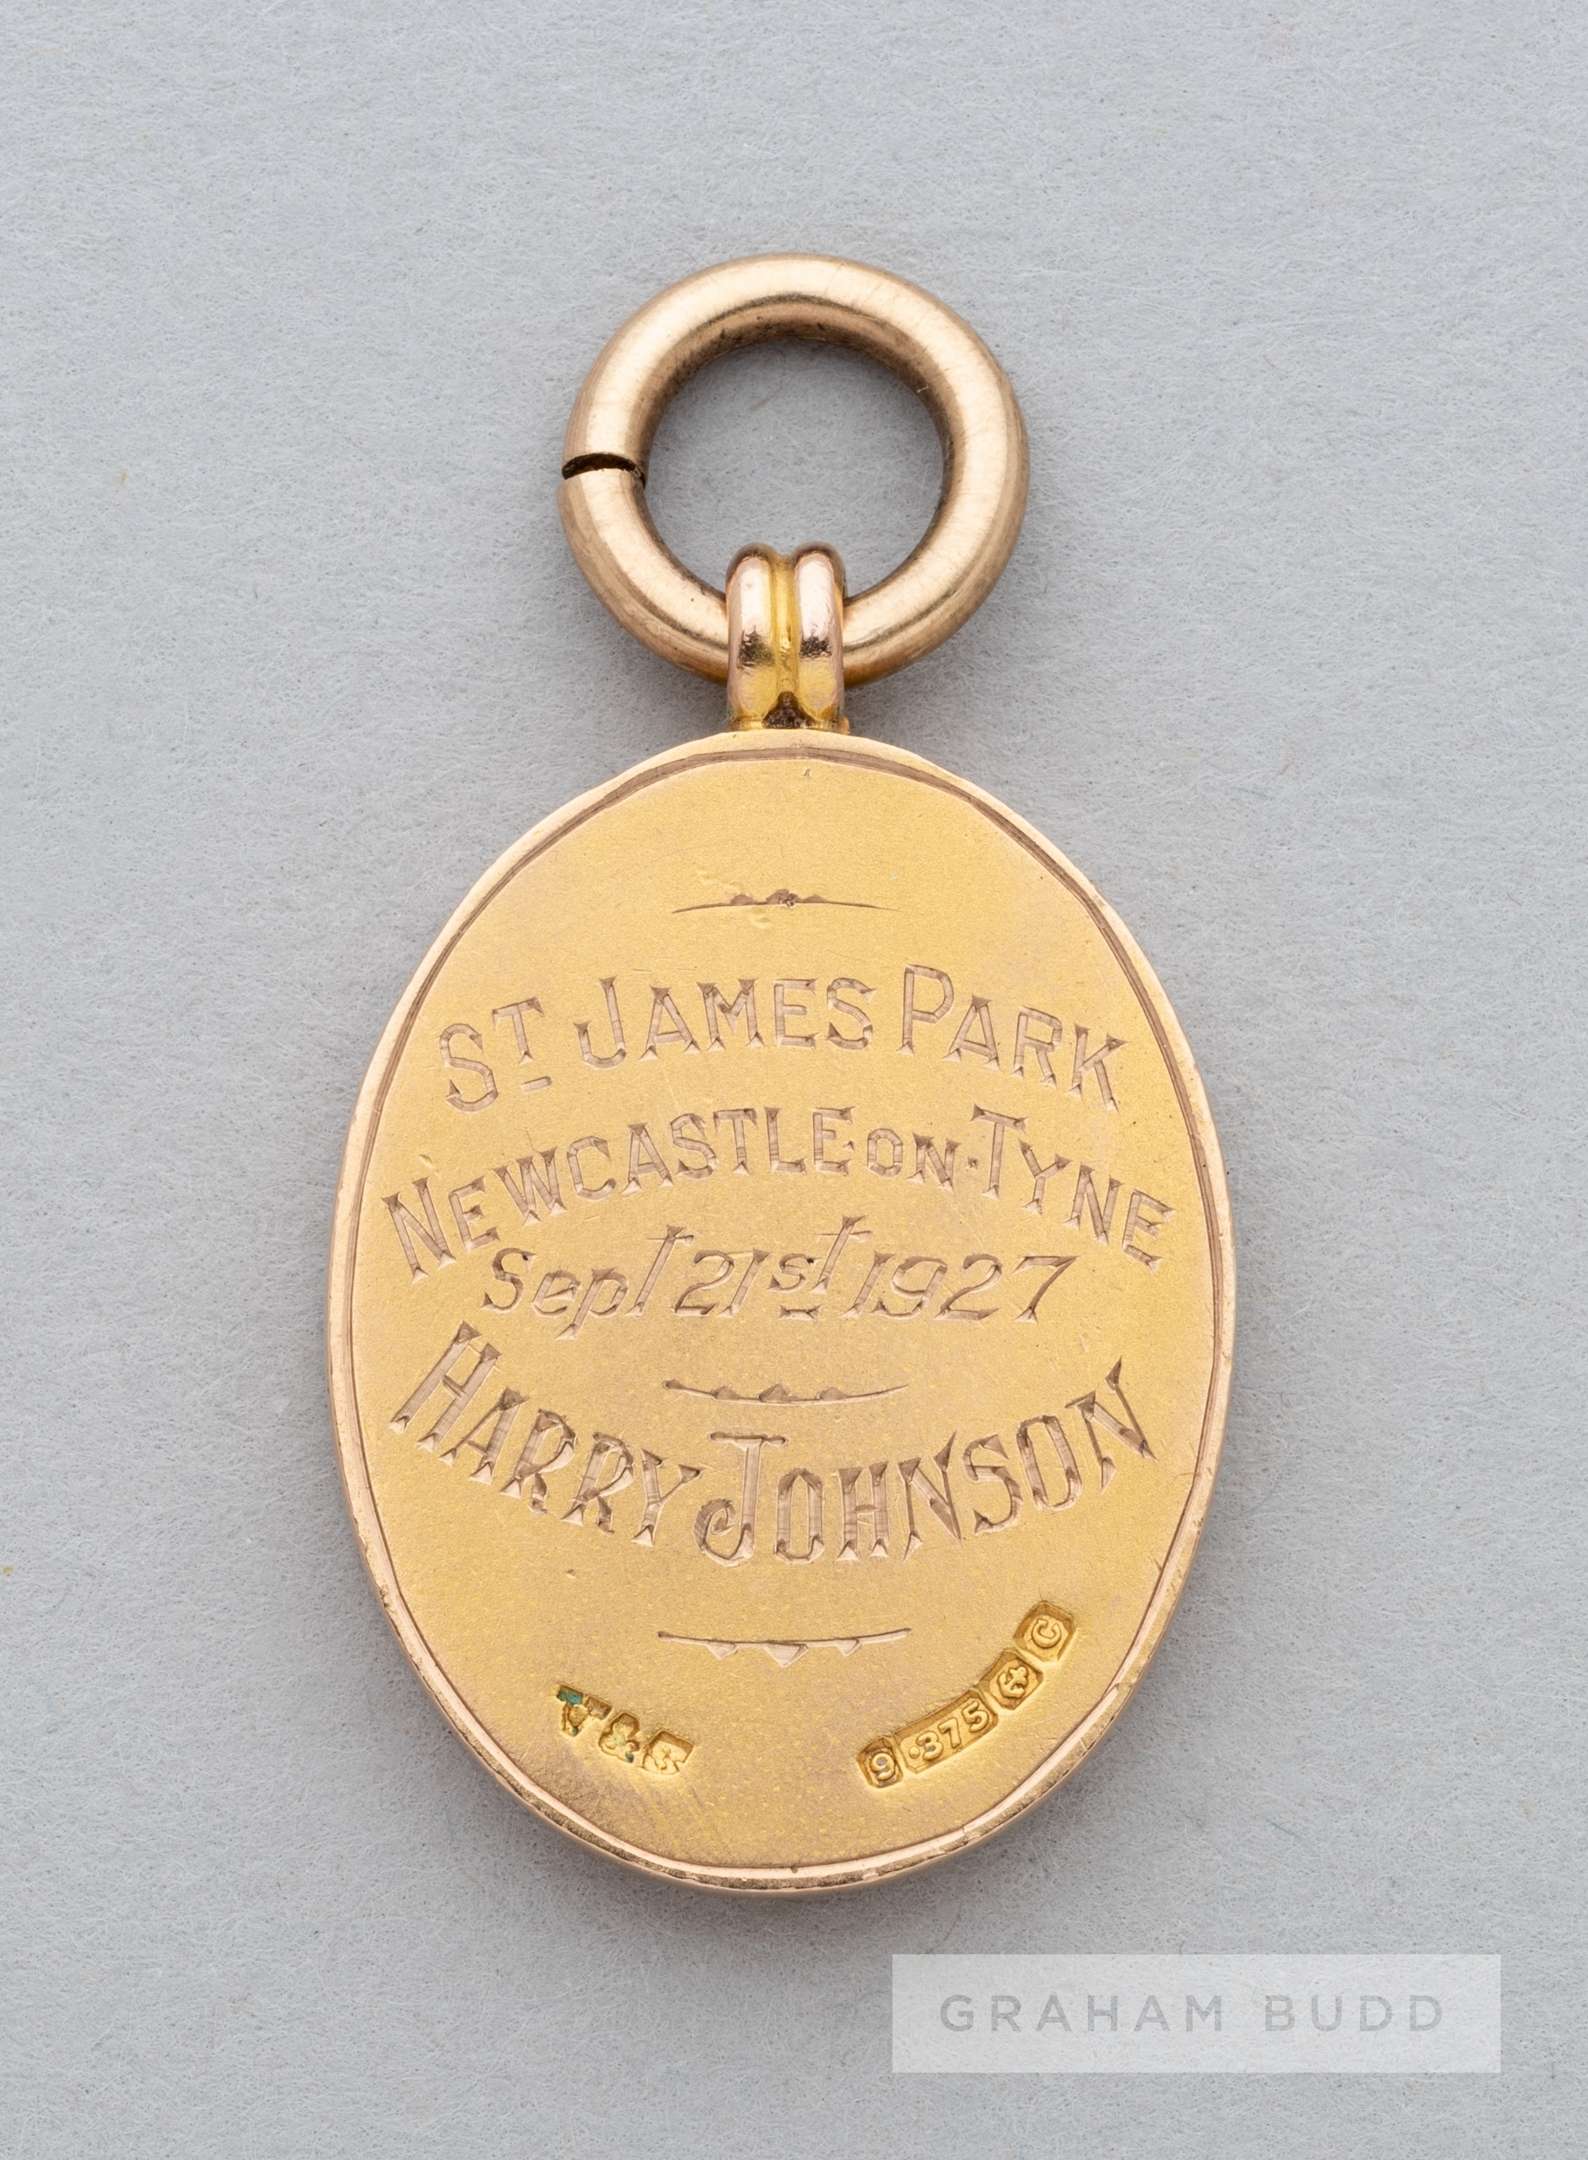 ST JAMES PARK
NEWCASTLE·ON·TYNE
Sept 21st 1927
HARRY JOHNSON
9 ·375 C
GRAHAM BUDD